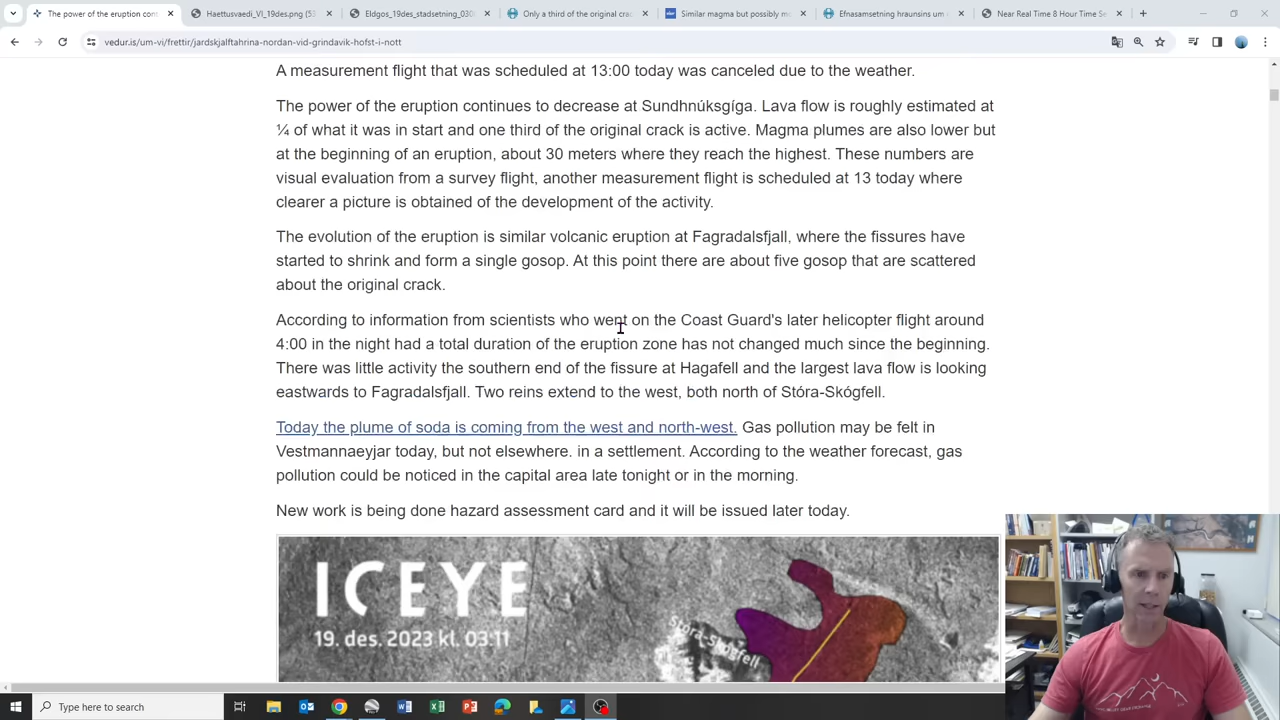 The power of the eruption cont
Haettusvaedi_VI_19des.png (53
Eldgos_19des_stadsetning_030
Only a third of the original crac
Similar magma but possibly mo
Efnasamsetning hraunsins um
Near Real Time 8 Hour Time Se
vedur.is/um-vi/frettir/jardskjalftahrina-nordan-vid-grindavik-hofst-i-nott
A measurement flight that was scheduled at 13:00 today was canceled due to the weather.
The power of the eruption continues to decrease at Sundhnúksgíga. Lava flow is roughly estimated at
¼ of what it was in start and one third of the original crack is active. Magma plumes are also lower but
at the beginning of an eruption, about 30 meters where they reach the highest. These numbers are
visual evaluation from a survey flight, another measurement flight is scheduled at 13 today where
clearer a picture is obtained of the development of the activity.
The evolution of the eruption is similar volcanic eruption at Fagradalsfjall, where the fissures have
started to shrink and form a single gosop. At this point there are about five gosop that are scattered
about the original crack.
According to information from scientists who went on the Coast Guard's later helicopter flight around
4:00 in the night had a total duration of the eruption zone has not changed much since the beginning.
There was little activity the southern end of the fissure at Hagafell and the largest lava flow is looking
eastwards to Fagradalsfjall. Two reins extend to the west, both north of Stóra-Skógfell.
Today the plume of soda is coming from the west and north-west. Gas pollution may be felt in
Vestmannaeyjar today, but not elsewhere. in a settlement. According to the weather forecast, gas
pollution could be noticed in the capital area late tonight or in the morning.
New work is being done hazard assessment card and it will be issued later today.
ICEYE
19. des. 2023 kl. 03:11
Stóra-Skógfell
Type here to search